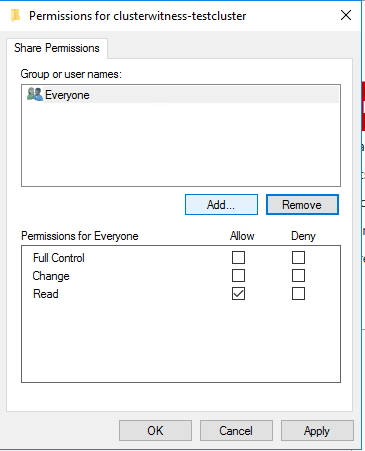 Permissions for clusterwitness-testcluster
Share Permissions
Group or user names:
Everyone
Add... Remove
Permissions for Everyone Allow Deny
Full Control
Change
Read
OK Cancel Apply